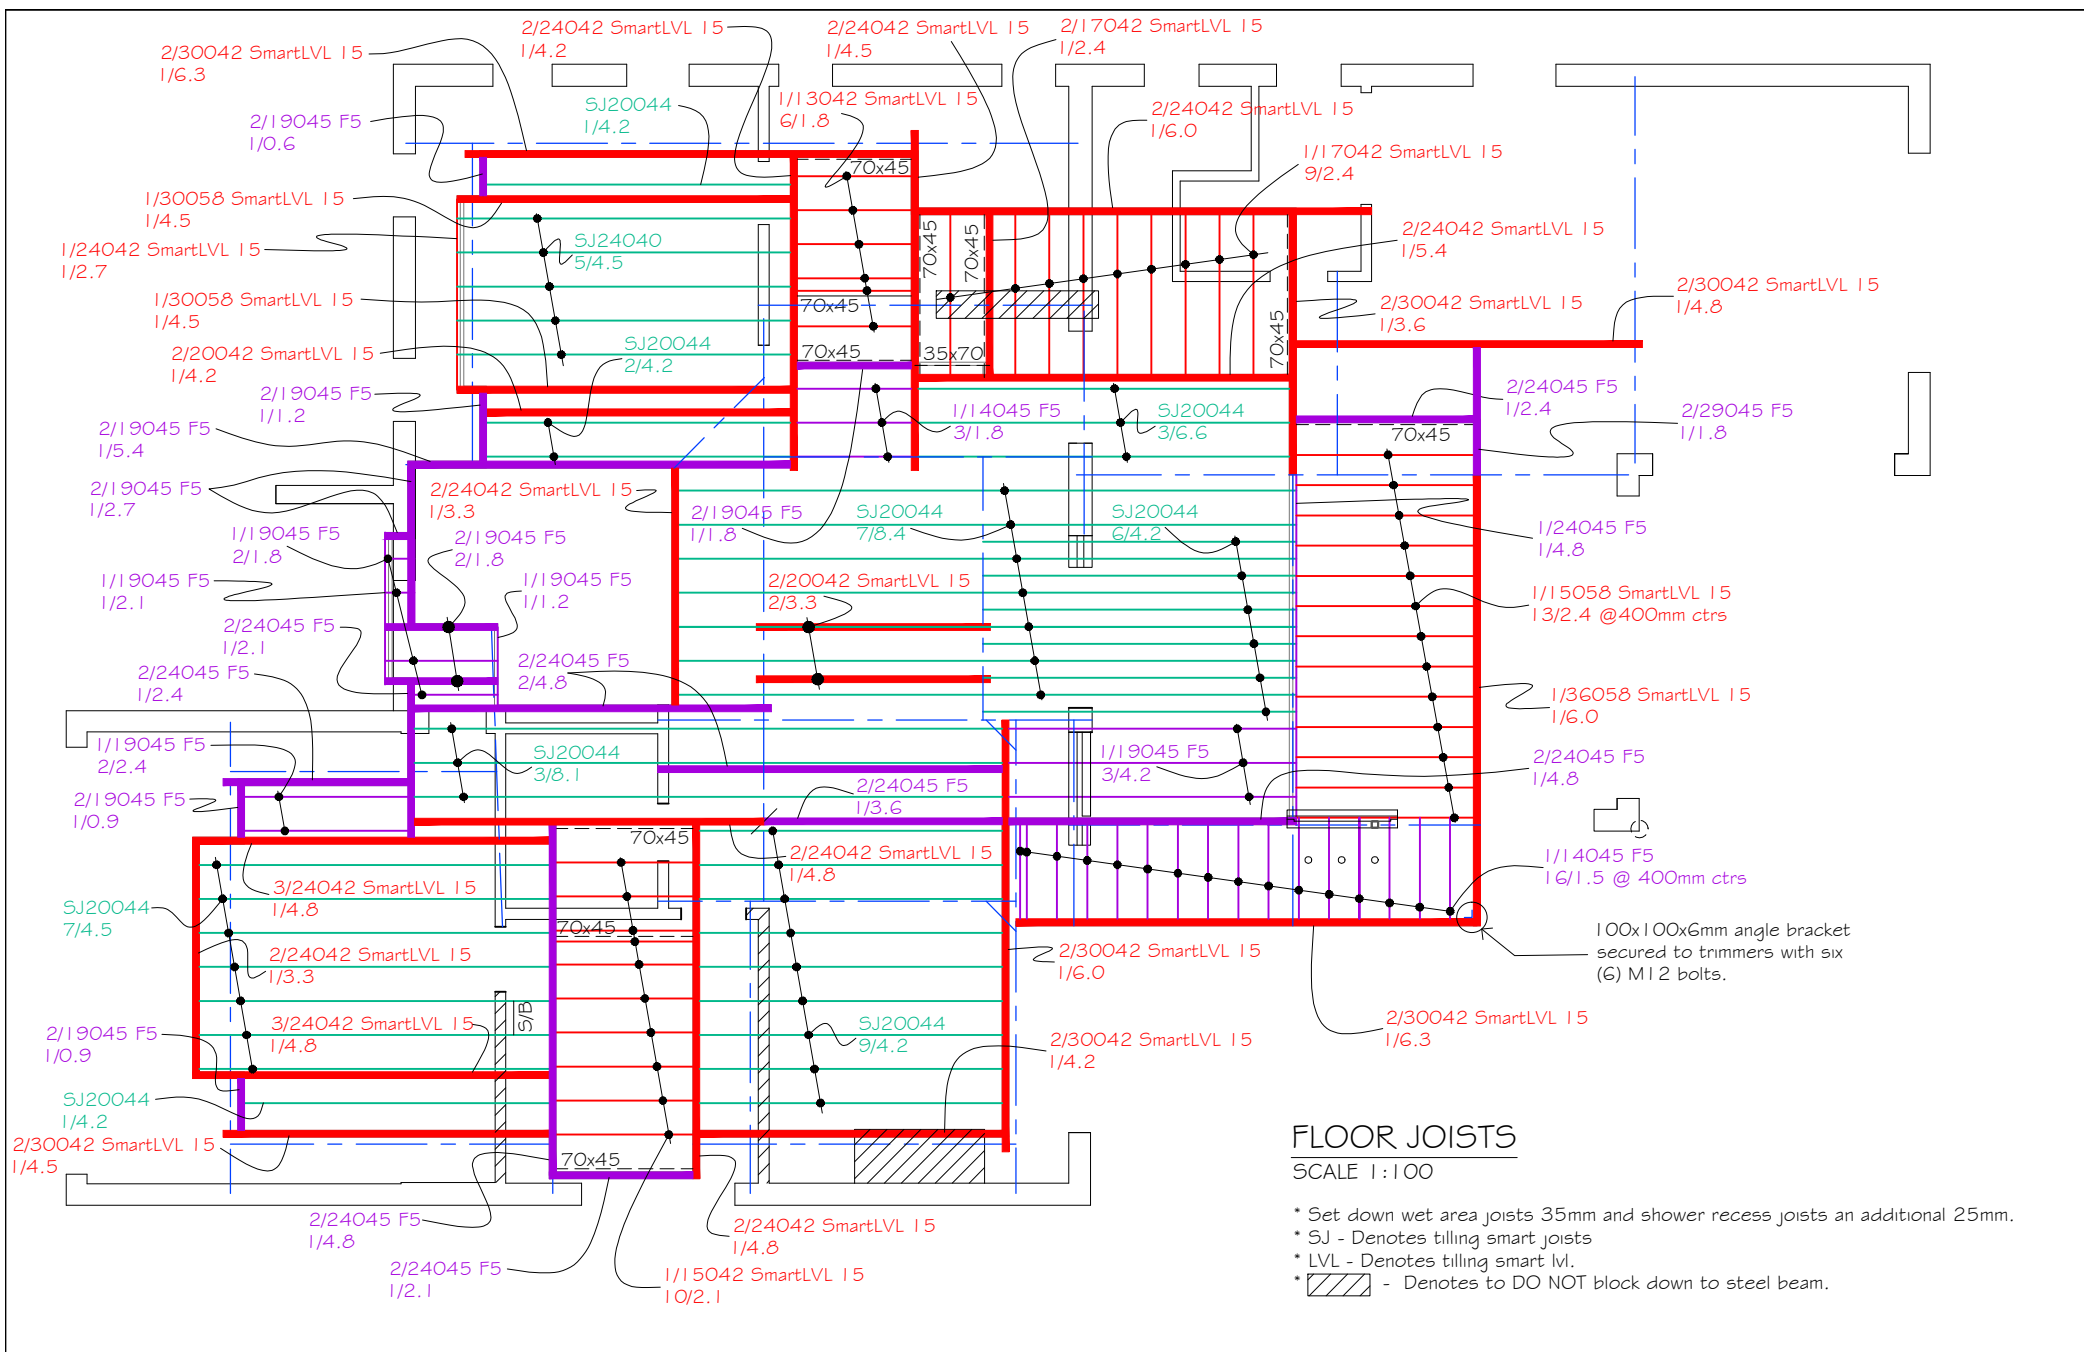 2/30042 SmartLVL 15
1/6.3
2/24042 SmartLVL 15
1/4.2
2/24042 SmartLVL 15
1/4.5
2/17042 SmartLVL 15
1/2.4
2/19045 F5
1/0.6
SJ20044
1/4.2
1/13042 SmartLVL 15
6/1.8
2/24042 SmartLVL 15
1/6.0
1/17042 SmartLVL 15
9/2.4
70x45
1/30058 SmartLVL 15
1/4.5
1/24042 SmartLVL 15
1/2.7
SJ24040
5/4.5
70x45
70x45
2/24042 SmartLVL 15
1/5.4
1/30058 SmartLVL 15
1/4.5
70x45
2/30042 SmartLVL 15
1/3.6
2/30042 SmartLVL 15
1/4.8
2/20042 SmartLVL 15
1/4.2
SJ20044
2/4.2
70x45
35x70
70x45
2/19045 F5
1/1.2
2/19045 F5
1/5.4
1/14045 F5
3/1.8
SJ20044
3/6.6
2/24045 F5
1/2.4
2/29045 F5
1/1.8
70x45
2/19045 F5
1/2.7
2/24042 SmartLVL 15
1/3.3
2/19045 F5
1/1.8
SJ20044
7/8.4
SJ20044
6/4.2
1/24045 F5
1/4.8
1/19045 F5
2/1.8
2/19045 F5
2/1.8
1/19045 F5
1/2.1
1/19045 F5
1/1.2
2/20042 SmartLVL 15
2/3.3
1/15058 SmartLVL 15
13/2.4 @400mm ctrs
2/24045 F5
1/2.1
2/24045 F5
1/2.4
2/24045 F5
2/4.8
1/36058 SmartLVL 15
1/6.0
1/19045 F5
2/2.4
SJ20044
3/8.1
1/19045 F5
3/4.2
2/24045 F5
1/4.8
2/19045 F5
1/0.9
2/24045 F5
1/3.6
70x45
2/24042 SmartLVL 15
1/4.8
1/14045 F5
16/1.5 @ 400mm ctrs
3/24042 SmartLVL 15
1/4.8
SJ20044
7/4.5
70x45
2/24042 SmartLVL 15
1/3.3
2/30042 SmartLVL 15
1/6.0
100x100x6mm angle bracket
secured to trimmers with six
(6) M12 bolts.
S/B
3/24042 SmartLVL 15
1/4.8
2/19045 F5
1/0.9
SJ20044
9/4.2
2/30042 SmartLVL 15
1/4.2
2/30042 SmartLVL 15
1/6.3
SJ20044
1/4.2
2/30042 SmartLVL 15
1/4.5
70x45
2/24045 F5
1/4.8
2/24045 F5
1/2.1
2/24042 SmartLVL 15
1/4.8
1/15042 SmartLVL 15
10/2.1
FLOOR JOISTS
SCALE 1:100
* Set down wet area joists 35mm and shower recess joists an additional 25mm.
* SJ - Denotes tilling smart joists
* LVL - Denotes tilling smart lvl.
* - Denotes to DO NOT block down to steel beam.